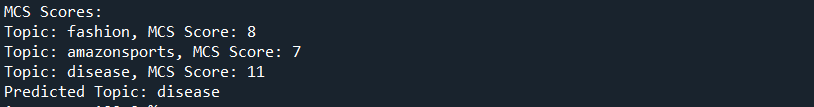 MCS Scores:
Topic: fashion, MCS Score: 8
Topic: amazonsports, MCS Score: 7
Topic: disease, MCS Score: 11
Predicted Topic: disease